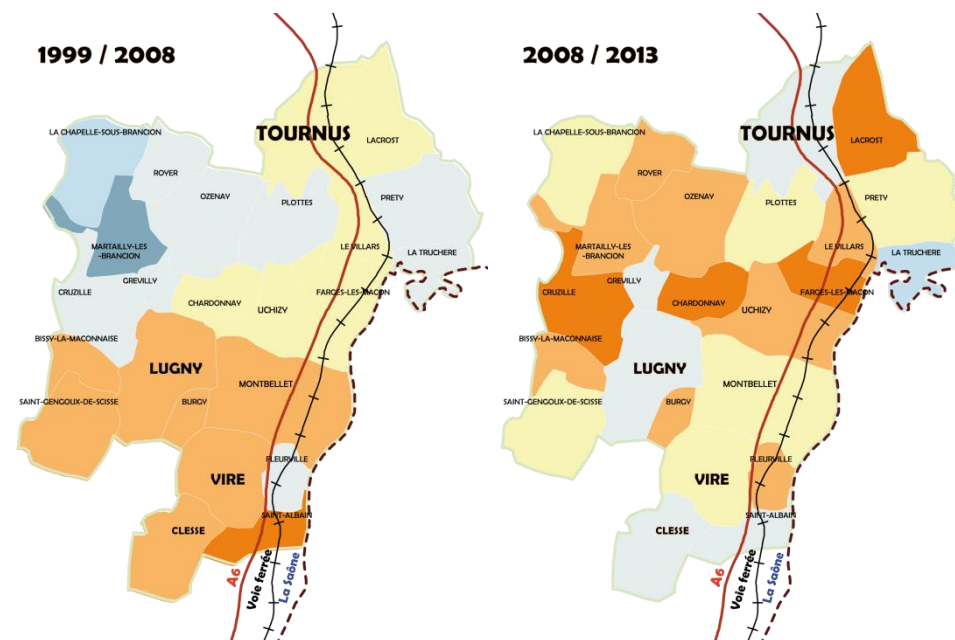 1999 / 2008
LA CHAPELLE-SOUS-BRANCION
TOURNUS
LACROST
ROYER
OZENAY
PLOTTES
PRETY
MARTAILLY-LES
-BRANCION
LE VILLARS
LA TRUCHERE
GREVILLY
CRUZILLE
CHARDONNAY
UCHIZY
FARGES-LES-MACON
BISSY-LA-MACONNAISE
LUGNY
MONTBELLET
SAINT-GENGOUX-DE-SCISSE
BURGY
FLEURVILLE
VIRE
SAINT-ALBAIN
CLESSE
A6
Voie ferrée
La Saône
2008 / 2013
LA CHAPELLE-SOUS-BRANCION
TOURNUS
LACROST
ROYER
OZENAY
PLOTTES
PRETY
MARTAILLY-LES
-BRANCION
LE VILLARS
LA TRUCHERE
GREVILLY
CRUZILLE
CHARDONNAY
UCHIZY
FARGES-LES-MACON
BISSY-LA-MACONNAISE
LUGNY
MONTBELLET
SAINT-GENGOUX-DE-SCISSE
BURGY
FLEURVILLE
VIRE
SAINT-ALBAIN
CLESSE
A6
Voie ferrée
La Saône